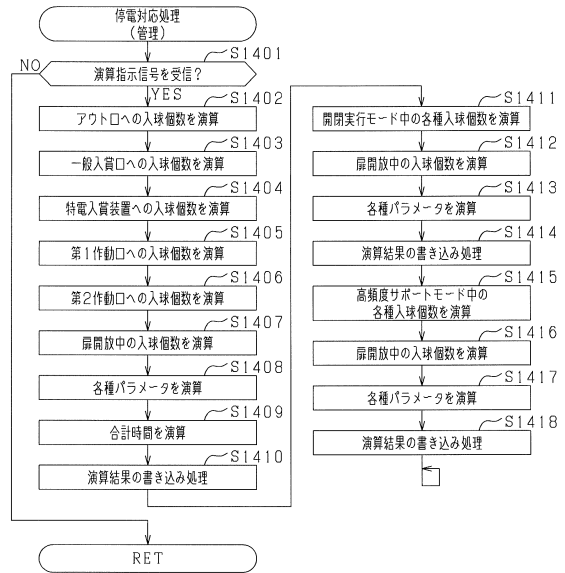 停電対応処理
(管理)
S1401
演算指示信号を受信?
NO
YES
S1402
アウト口への入球個数を演算
S1403
一般入賞口への入球個数を演算
S1404
特電入賞装置への入球個数を演算
S1405
第1作動口への入球個数を演算
S1406
第2作動口への入球個数を演算
S1407
扉開放中の入球個数を演算
S1408
各種パラメータを演算
S1409
合計時間を演算
S1410
演算結果の書き込み処理
S1411
開閉実行モード中の各種入球個数を演算
S1412
扉開放中の入球個数を演算
S1413
各種パラメータを演算
S1414
演算結果の書き込み処理
S1415
高頻度サポートモード中の
各種入球個数を演算
S1416
扉開放中の入球個数を演算
S1417
各種パラメータを演算
S1418
演算結果の書き込み処理
RET